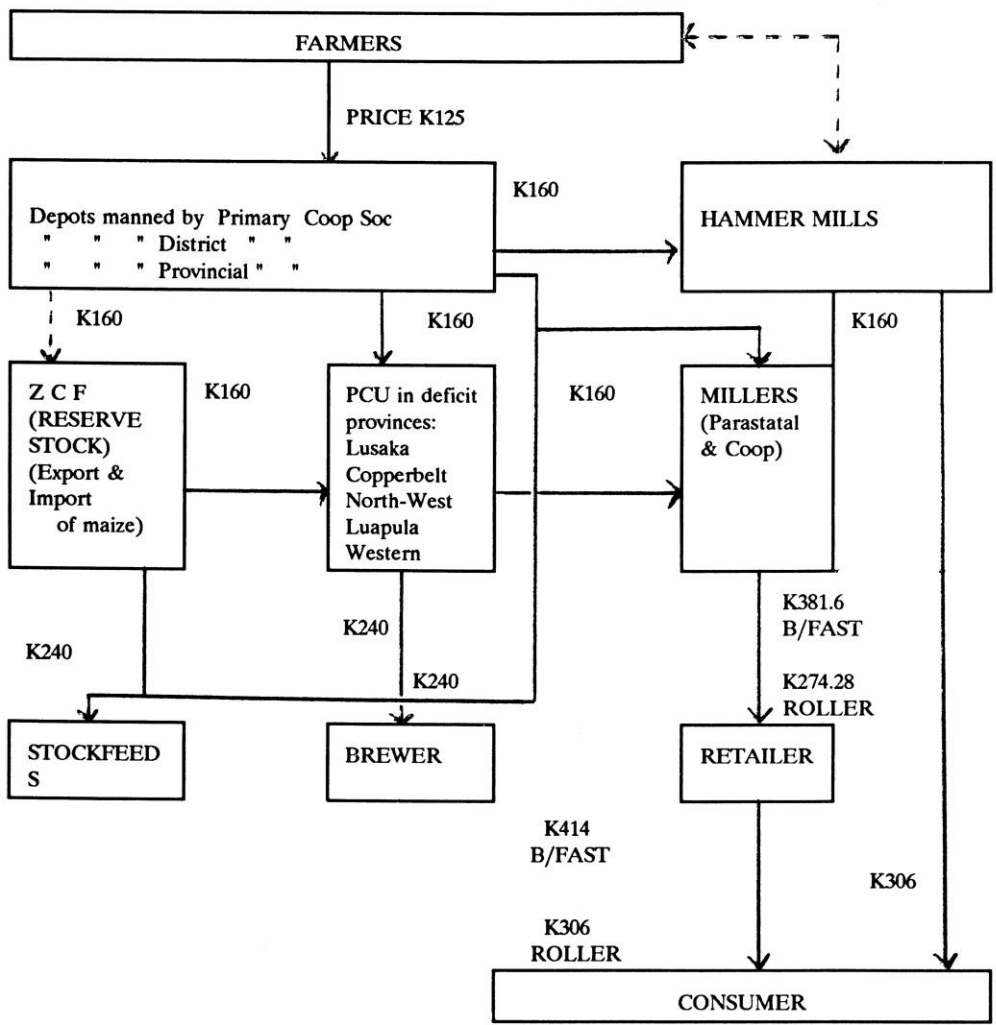 FARMERS
PRICE K125
Depots manned by Primary Coop Soc
" " " District " "
" " " Provincial " "
K160
HAMMER MILLS
K160
K160
K160
Z C F
(RESERVE
STOCK)
(Export &
Import
of maize)
K160
PCU in deficit
provinces:
Lusaka
Copperbelt
North-West
Luapula
Western
K160
MILLERS
(Parastatal
& Coop)
K240
K240
K240
K381.6
B/FAST
K274.28
ROLLER
STOCKFEED
S
BREWER
RETAILER
K414
B/FAST
K306
K306
ROLLER
CONSUMER